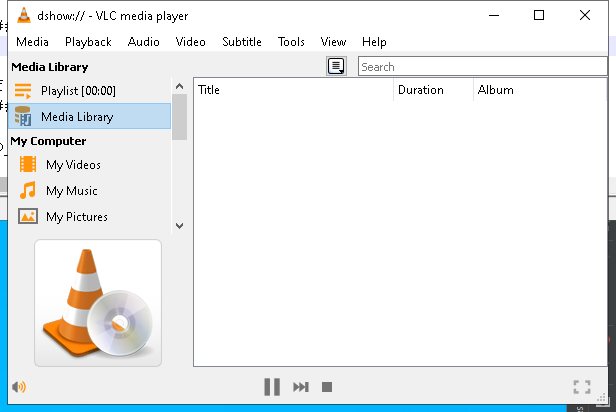 dshow:// - VLC media player
Media Playback Audio Video Subtitle Tools View Help
Media Library
Search
Playlist [00:00]
Title Duration Album
Media Library
My Computer
My Videos
My Music
My Pictures